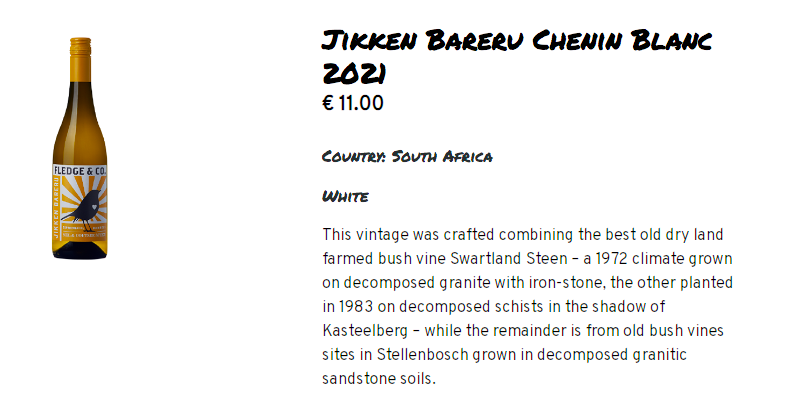 Jikken Bareru Chenin Blanc
2021
€ 11.00
Country: South Africa
White
This vintage was crafted combining the best old dry land
farmed bush vine Swartland Steen – a 1972 climate grown
on decomposed granite with iron-stone, the other planted
in 1983 on decomposed schists in the shadow of
Kasteelberg – while the remainder is from old bush vines
sites in Stellenbosch grown in decomposed granitic
sandstone soils.
FLEDGE & CO.
JIKKEN BARERU